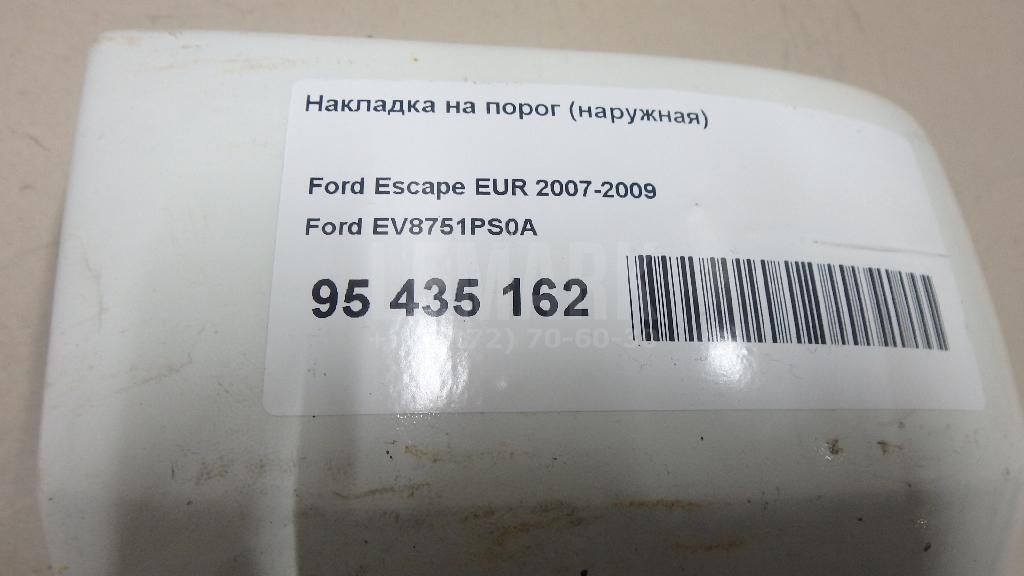 Накладка на порог (наружная)
Ford Escape EUR 2007-2009
Ford EV8751PS0A
95 435 162